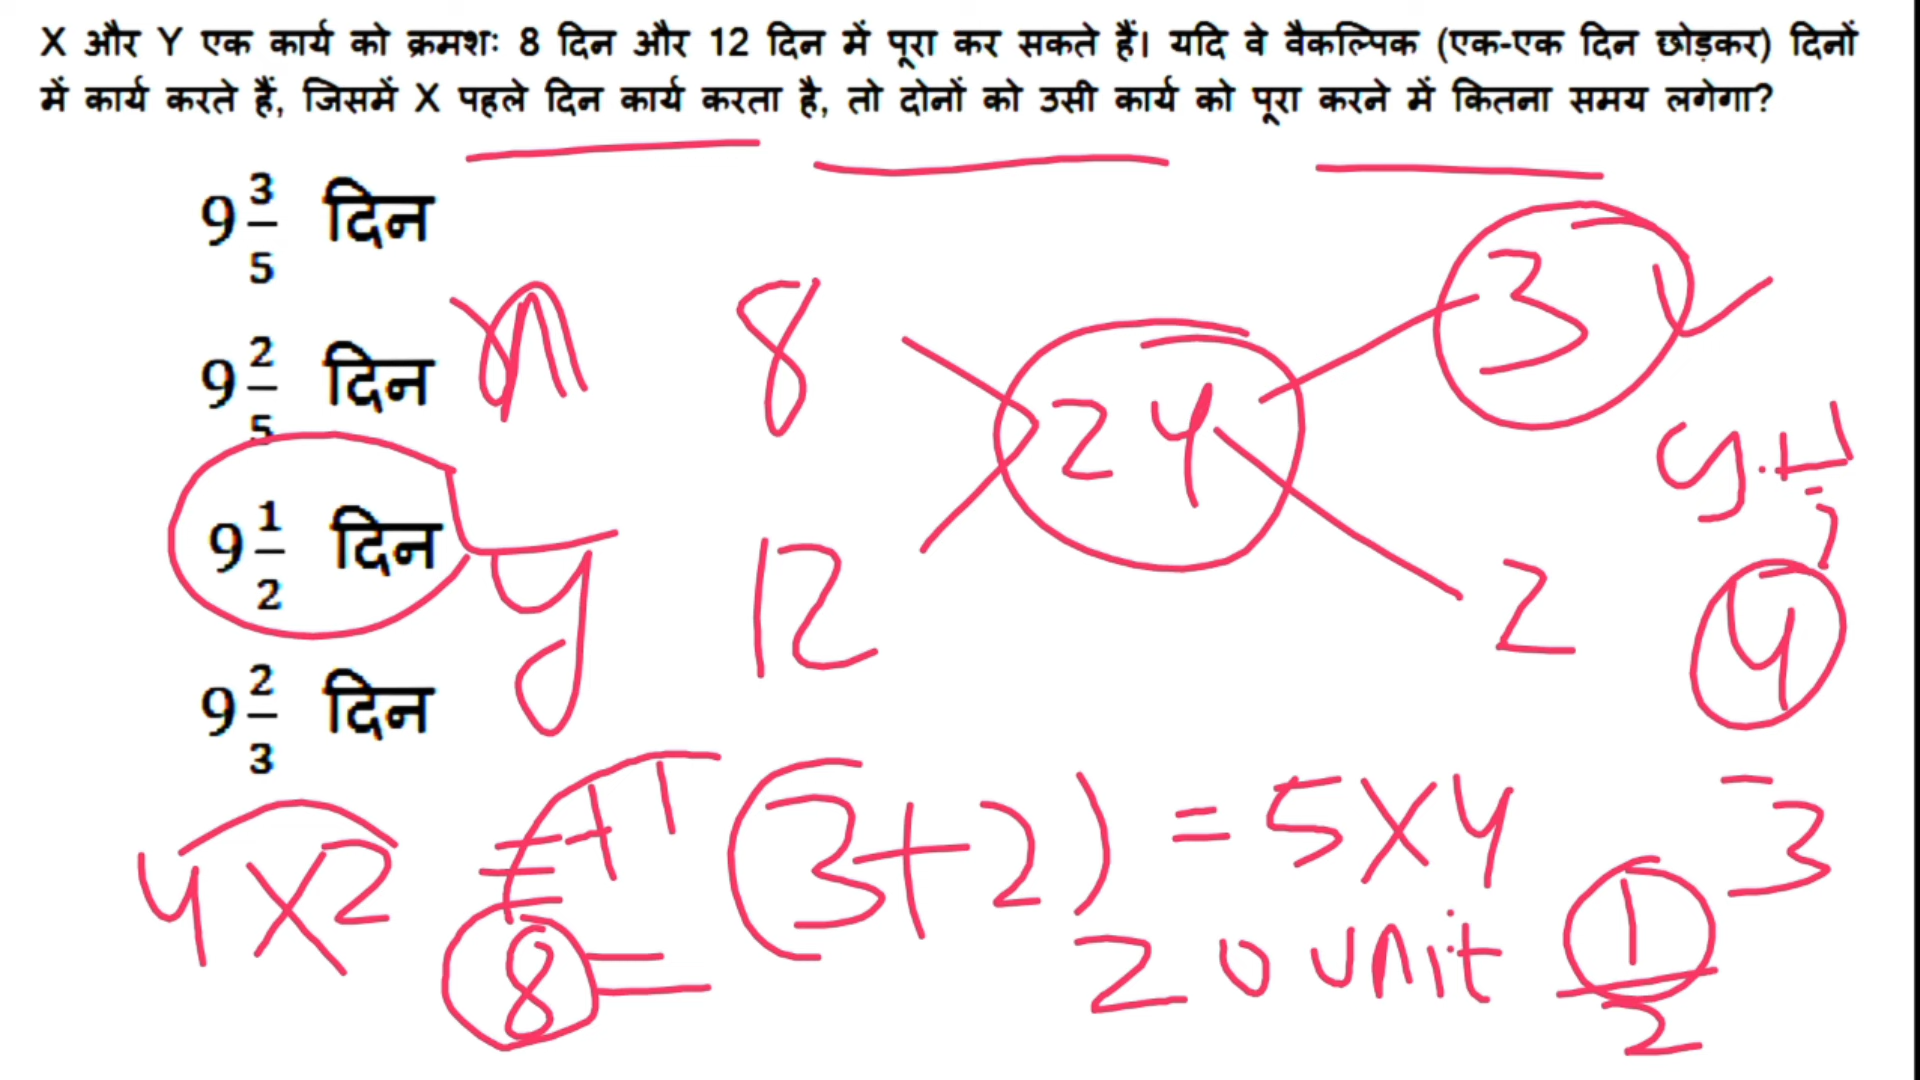 X और Y एक कार्य को क्रमशः 8 दिन और 12 दिन में पूरा कर सकते हैं। यदि वे वैकल्पिक (एक-एक दिन छोड़कर) दिनों
में कार्य करते हैं, जिसमें X पहले दिन कार्य करता है, तो दोनों को उसी कार्य को पूरा करने में कितना समय लगेगा?
9 3/5 दिन
9 2/5 दिन
9 1/2 दिन
9 2/3 दिन
8
24
3
y
12
2
4
4×2
= 8 =
(3+2) = 5×4
20 unit
- 3
1/2